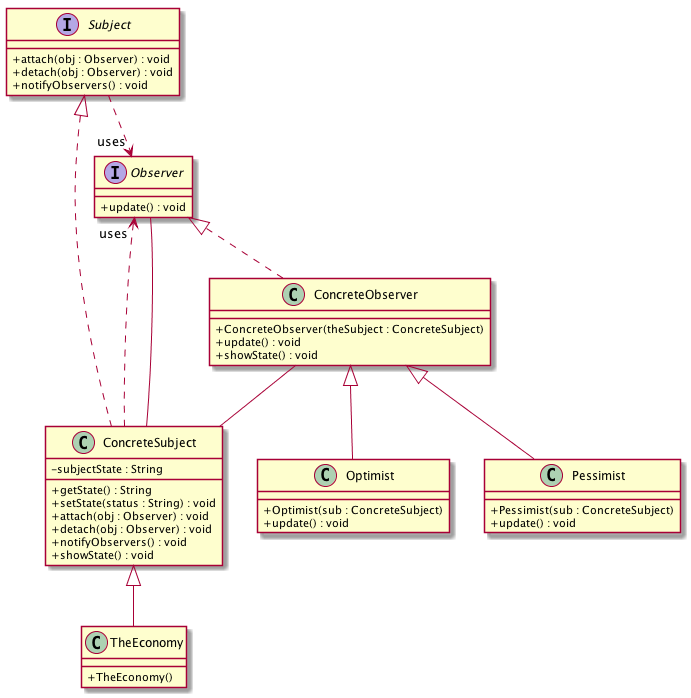 I Subject
+attach(obj : Observer) : void
+detach(obj : Observer) : void
+notifyObservers() : void
uses
I Observer
+update() : void
uses
C ConcreteObserver
+ConcreteObserver(theSubject : ConcreteSubject)
+update() : void
+showState() : void
C ConcreteSubject
-subjectState : String
+getState() : String
+setState(status : String) : void
+attach(obj : Observer) : void
+detach(obj : Observer) : void
+notifyObservers() : void
+showState() : void
C Optimist
+Optimist(sub : ConcreteSubject)
+update() : void
C Pessimist
+Pessimist(sub : ConcreteSubject)
+update() : void
C TheEconomy
+TheEconomy()